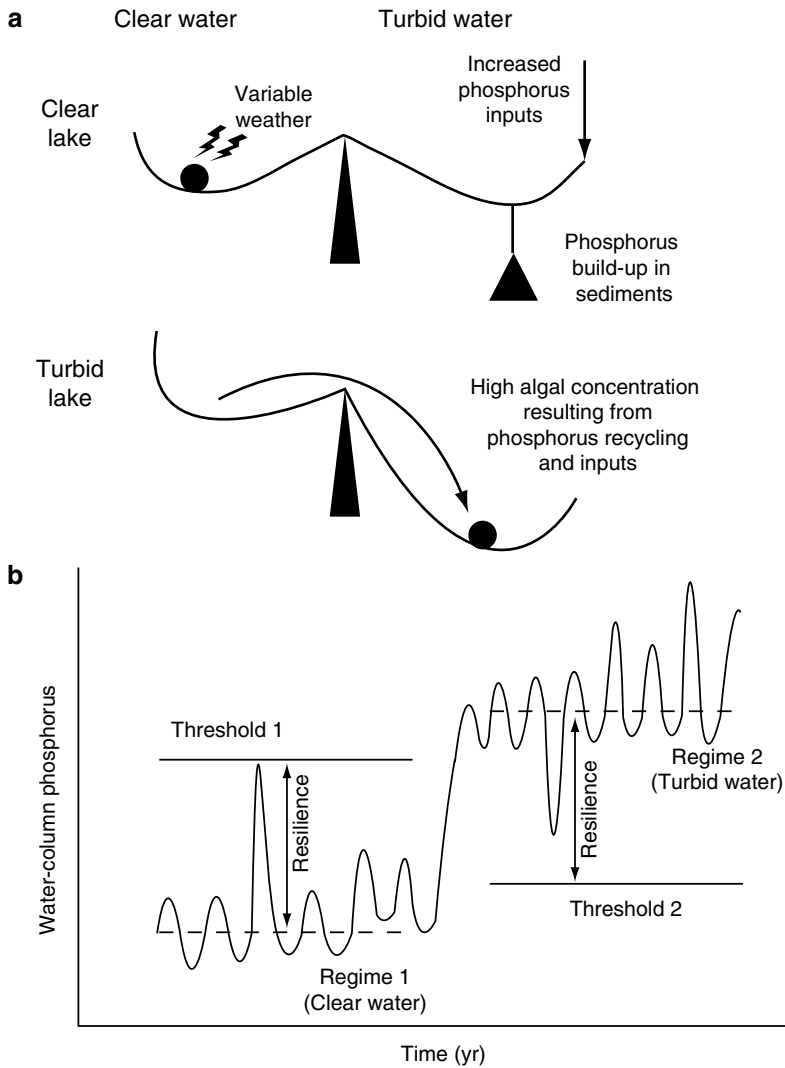 a
Clear water
Turbid water
Clear
lake
Variable
weather
Increased
phosphorus
inputs
Phosphorus
build-up in
sediments
Turbid
lake
High algal concentration
resulting from
phosphorus recycling
and inputs
b
Water-column phosphorus
Threshold 1
Resilience
Regime 1
(Clear water)
Regime 2
(Turbid water)
Resilience
Threshold 2
Time (yr)